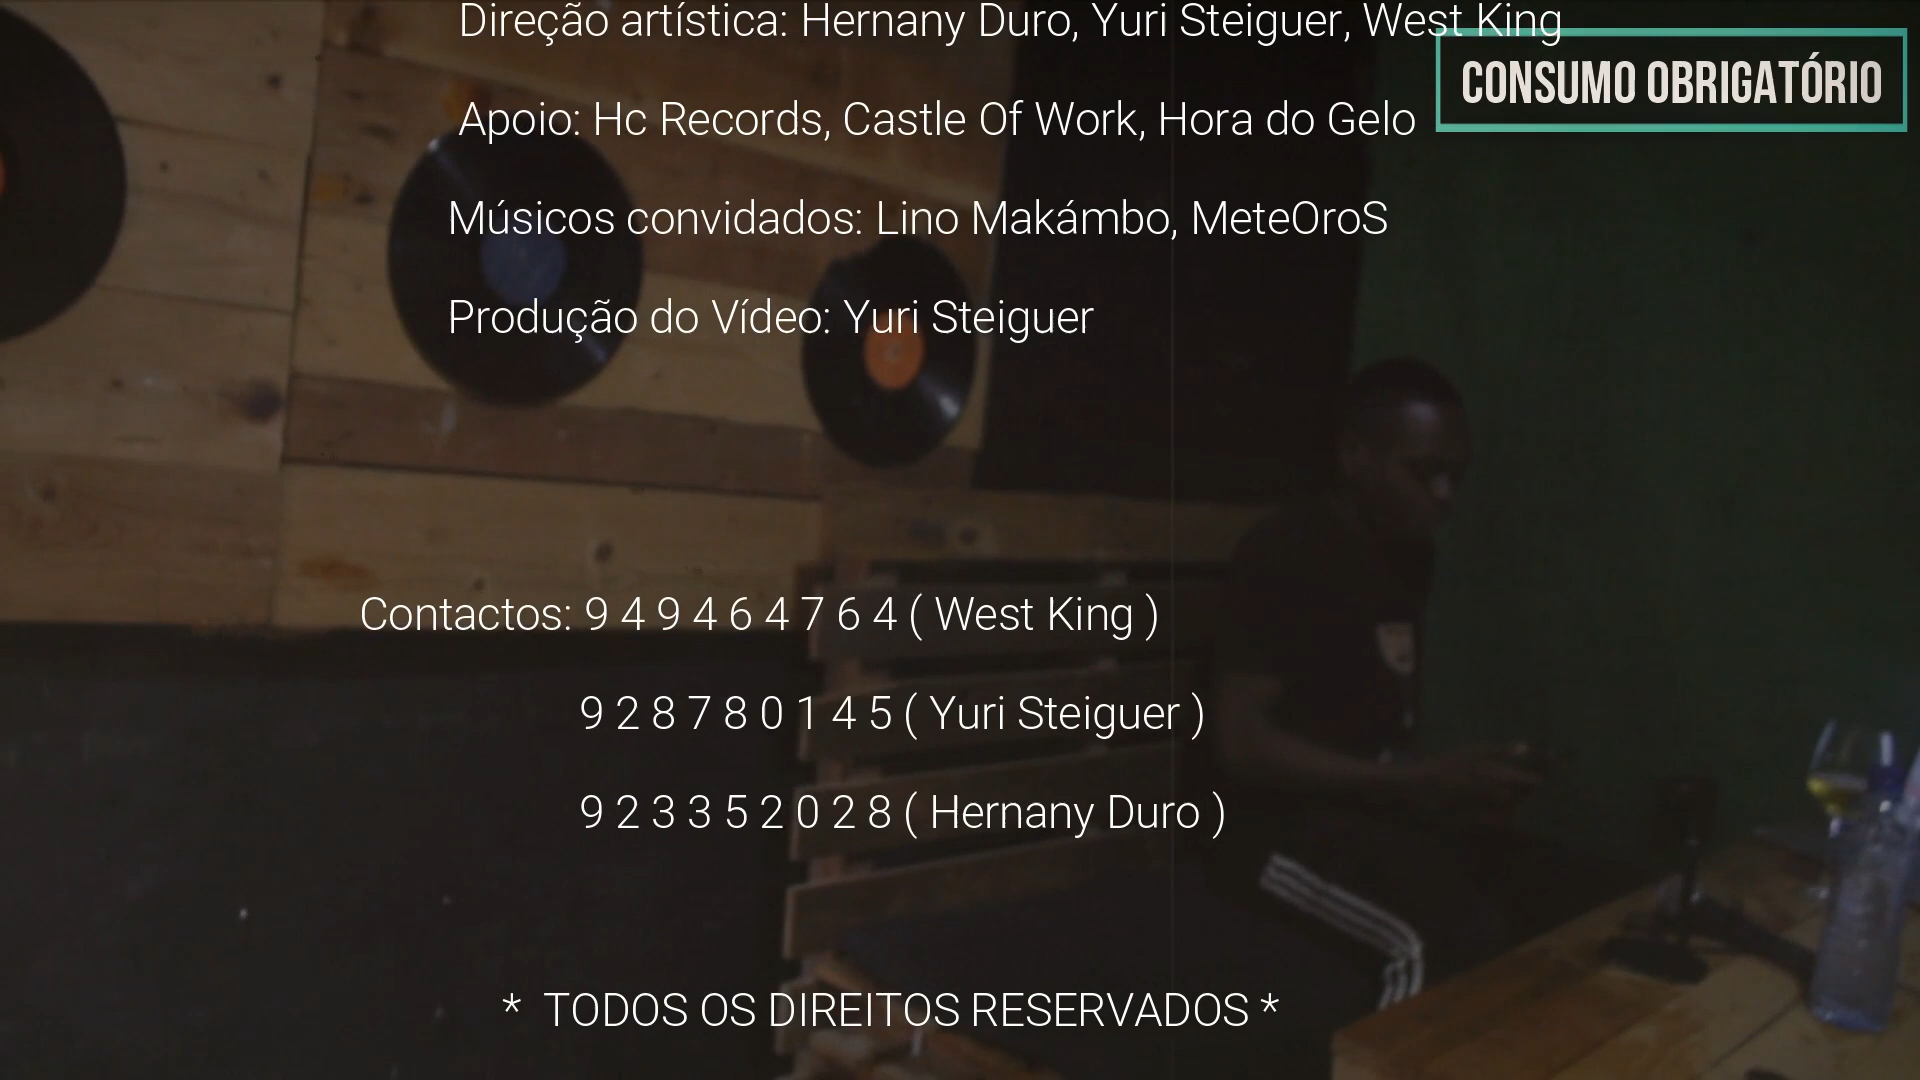 Direção artística: Hernany Duro, Yuri Steiguer, West King
CONSUMO OBRIGATÓRIO
Apoio: Hc Records, Castle Of Work, Hora do Gelo
Músicos convidados: Lino Makámbo, MeteOroS
Produção do Vídeo: Yuri Steiguer
Contactos: 9 4 9 4 6 4 7 6 4 ( West King )
9 2 8 7 8 0 1 4 5 ( Yuri Steiguer )
9 2 3 3 5 2 0 2 8 ( Hernany Duro )
* TODOS OS DIREITOS RESERVADOS *